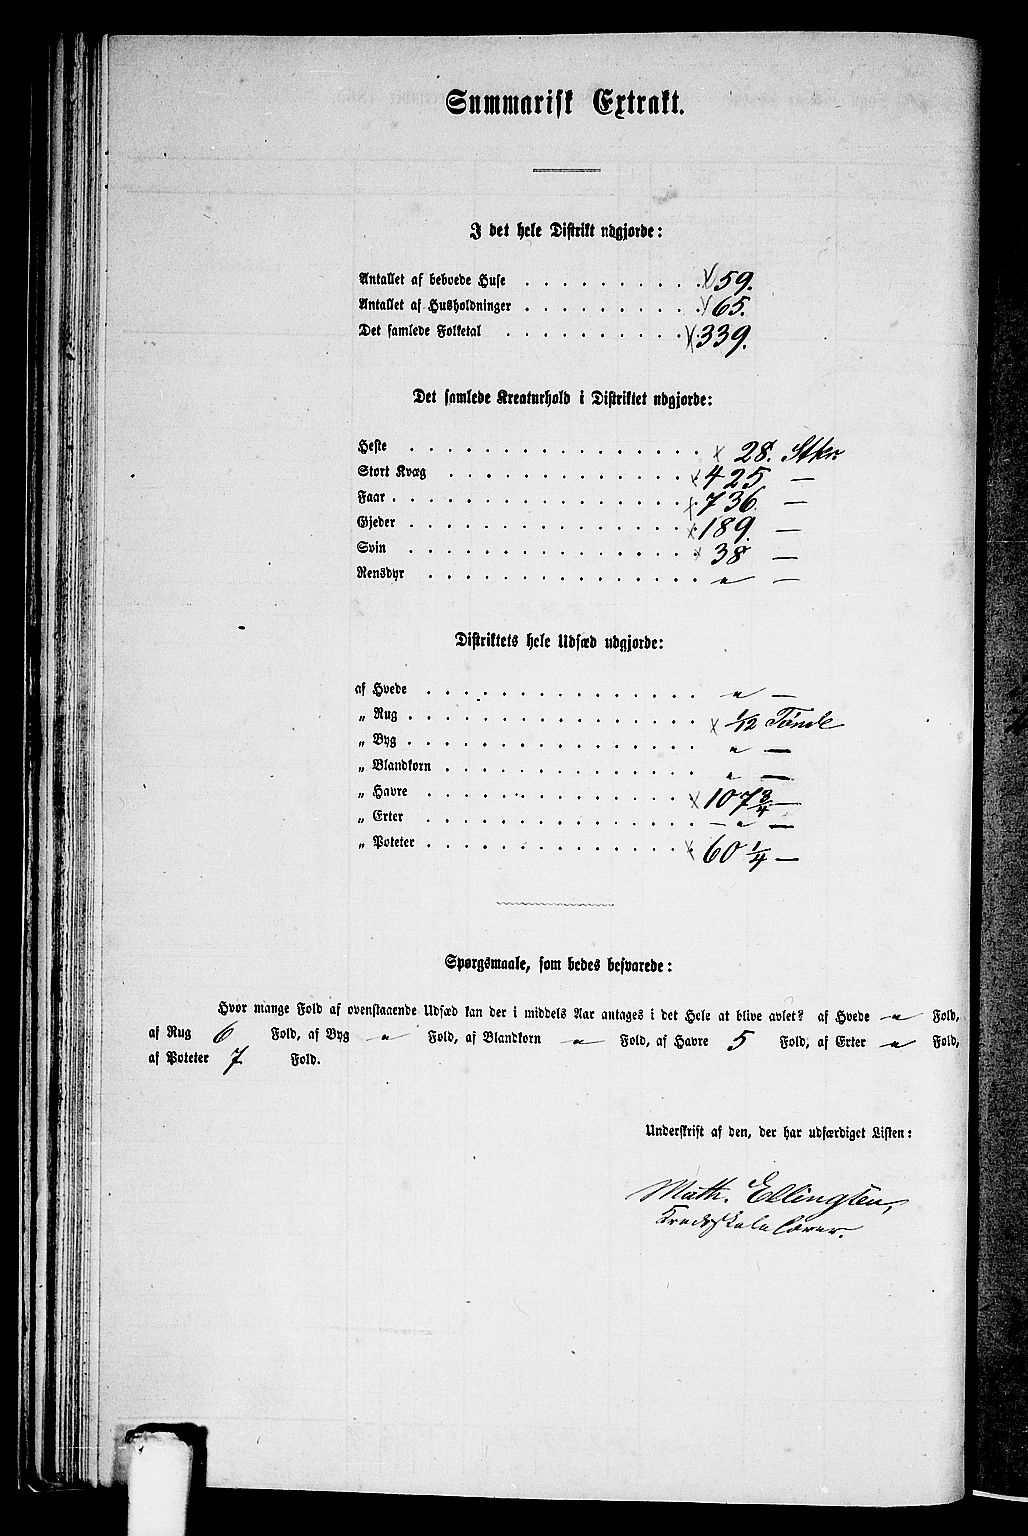 Summarisk Extrakt.
I det hele Distrikt udgjorde:
Antallet af beboede Huse . . . . . . . . . . 59.
Antallet af Husholdninger . . . . . . . . . . 65.
Det samlede Folketal . . . . . . . . . . . 339.
Det samlede Kreaturhold i Distriktet udgjorde:
Heste . . . . . . . . . . × 28. Stkr
Stort Kvæg . . . . . . . . . . × 425 —
Faar . . . . . . . . . . × 736. —
Gjeder . . . . . . . . . . × 189. —
Svin . . . . . . . . . . × 38 —
Rensdyr . . . . . . . . . . „ —
Distriktets hele Udsæd udgjorde:
af Hvede . . . . . . . . . . „ —
„ Rug . . . . . . . . . . × 1/12 Tønde
„ Byg . . . . . . . . . . „ —
„ Blandkorn . . . . . . . . . . „ —
„ Havre . . . . . . . . . . × 107 3/4 —
„ Erter . . . . . . . . . . — „ —
„ Poteter . . . . . . . . . . × 60 1/4 —
Spørgsmaale, som bedes besvarede:
Hvor mange Fold af ovenstaaende Udsæd kan der i middels Aar antages i det Hele at blive avlet? af Hvede „ Fold,
af Rug 6 Fold, af Byg „ Fold, af Blandkorn „ Fold, af Havre 5 Fold, af Erter „ Fold,
af Poteter 7 Fold.
Underskrift af den, der har udfærdiget Listen:
Math. Ellingsen,
Kredsskolelærer.